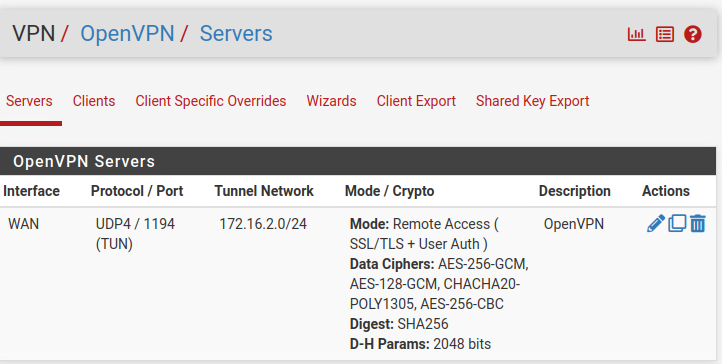 VPN / OpenVPN / Servers
Servers Clients Client Specific Overrides Wizards Client Export Shared Key Export
OpenVPN Servers
Interface Protocol / Port Tunnel Network Mode / Crypto Description Actions
WAN UDP4 / 1194 172.16.2.0/24 Mode: Remote Access ( OpenVPN
(TUN) SSL/TLS + User Auth )
Data Ciphers: AES-256-GCM,
AES-128-GCM, CHACHA20-
POLY1305, AES-256-CBC
Digest: SHA256
D-H Params: 2048 bits